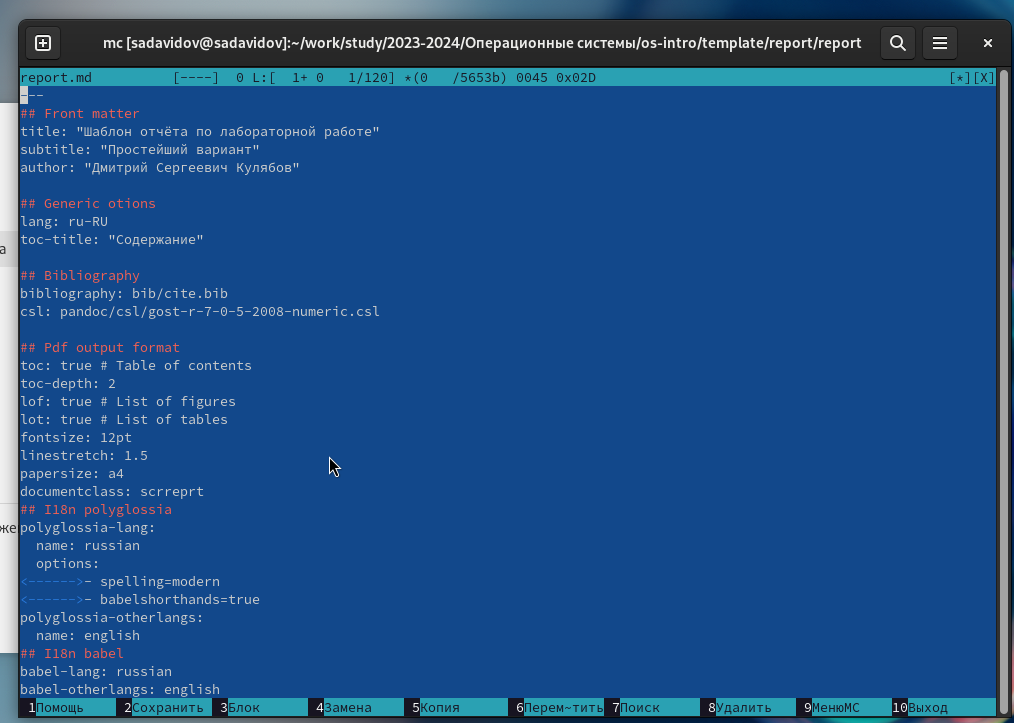 mc [sadavidov@sadavidov]:~/work/study/2023-2024/Операционные системы/os-intro/template/report/report
report.md [----] 0 L:[ 1+ 0 1/120] *(0 /5653b) 0045 0x02D [*][X]
---
## Front matter
title: "Шаблон отчёта по лабораторной работе"
subtitle: "Простейший вариант"
author: "Дмитрий Сергеевич Кулябов"
## Generic otions
lang: ru-RU
toc-title: "Содержание"
## Bibliography
bibliography: bib/cite.bib
csl: pandoc/csl/gost-r-7-0-5-2008-numeric.csl
## Pdf output format
toc: true # Table of contents
toc-depth: 2
lof: true # List of figures
lot: true # List of tables
fontsize: 12pt
linestretch: 1.5
papersize: a4
documentclass: scrreprt
## I18n polyglossia
polyglossia-lang:
  name: russian
  options:
<------>- spelling=modern
<------>- babelshorthands=true
polyglossia-otherlangs:
  name: english
## I18n babel
babel-lang: russian
babel-otherlangs: english
1Помощь 2Сохранить 3Блок 4Замена 5Копия 6Перем~тить 7Поиск 8Удалить 9МенюMC 10Выход